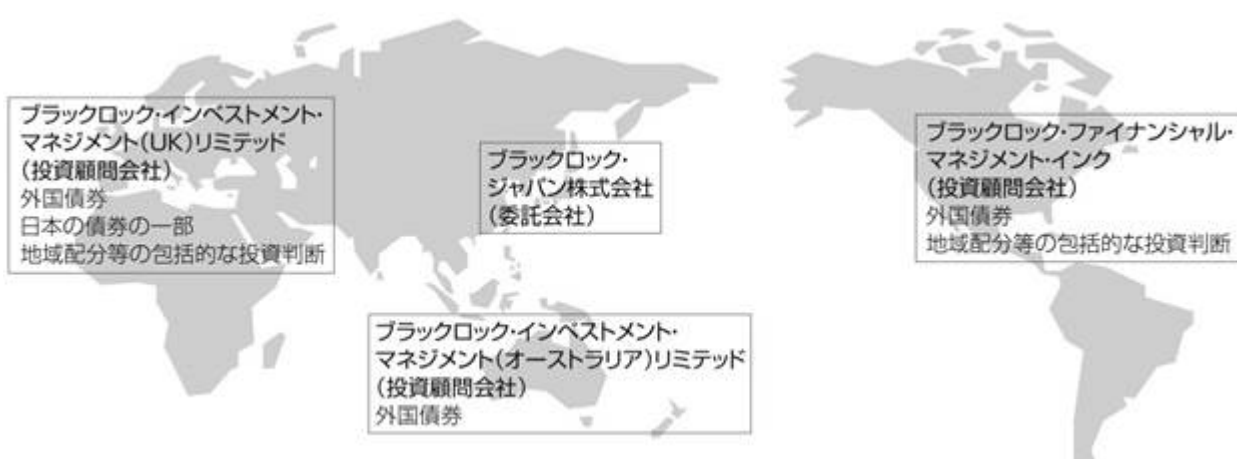 ブラックロック・インベストメント・
マネジメント(UK)リミテッド
(投資顧問会社)
外国債券
日本の債券の一部
地域配分等の包括的な投資判断
ブラックロック・
ジャパン株式会社
(委託会社)
ブラックロック・ファイナンシャル・
マネジメント・インク
(投資顧問会社)
外国債券
地域配分等の包括的な投資判断
ブラックロック・インベストメント・
マネジメント(オーストラリア)リミテッド
(投資顧問会社)
外国債券